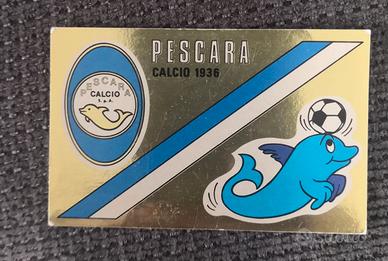 PESCARA
CALCIO 1936
PESCARA
CALCIO
S.p.A.